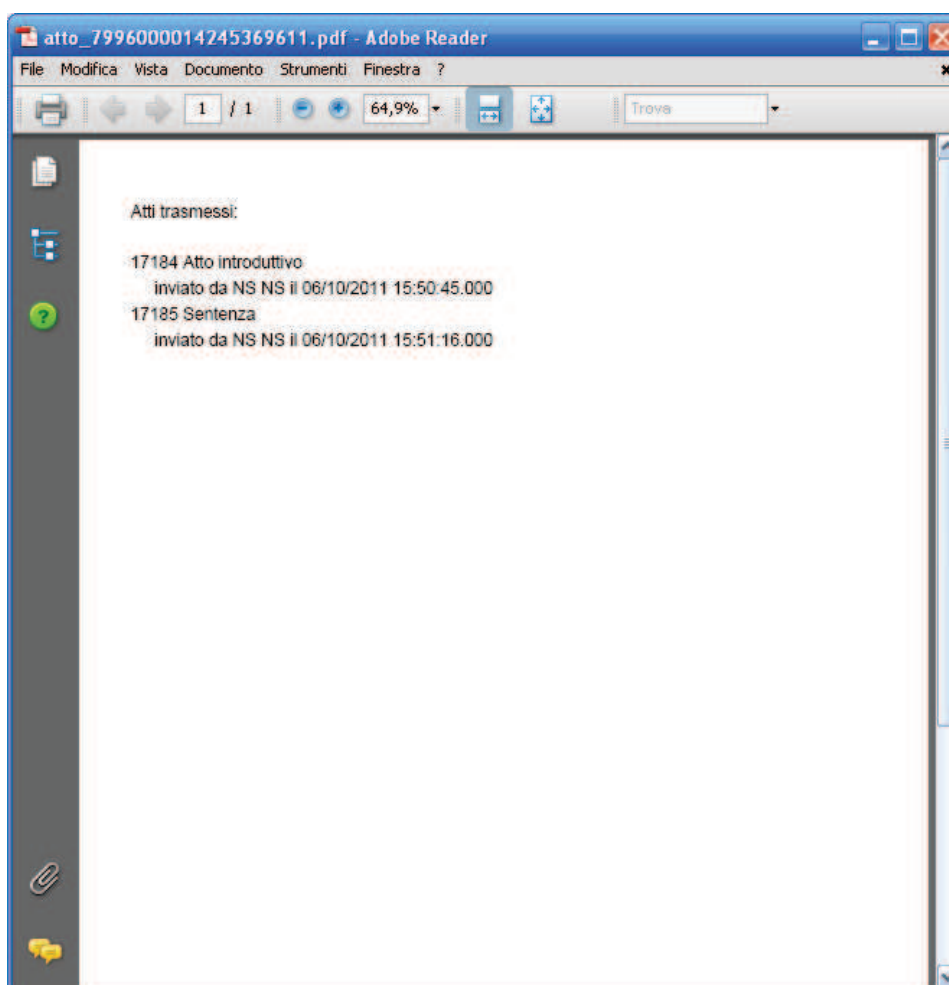 atto_7996000014245369611.pdf - Adobe Reader
File Modifica Vista Documento Strumenti Finestra ?
1 / 1 64,9% Trova
Atti trasmessi:
17184 Atto introduttivo
inviato da NS NS il 06/10/2011 15:50:45.000
17185 Sentenza
inviato da NS NS il 06/10/2011 15:51:16.000